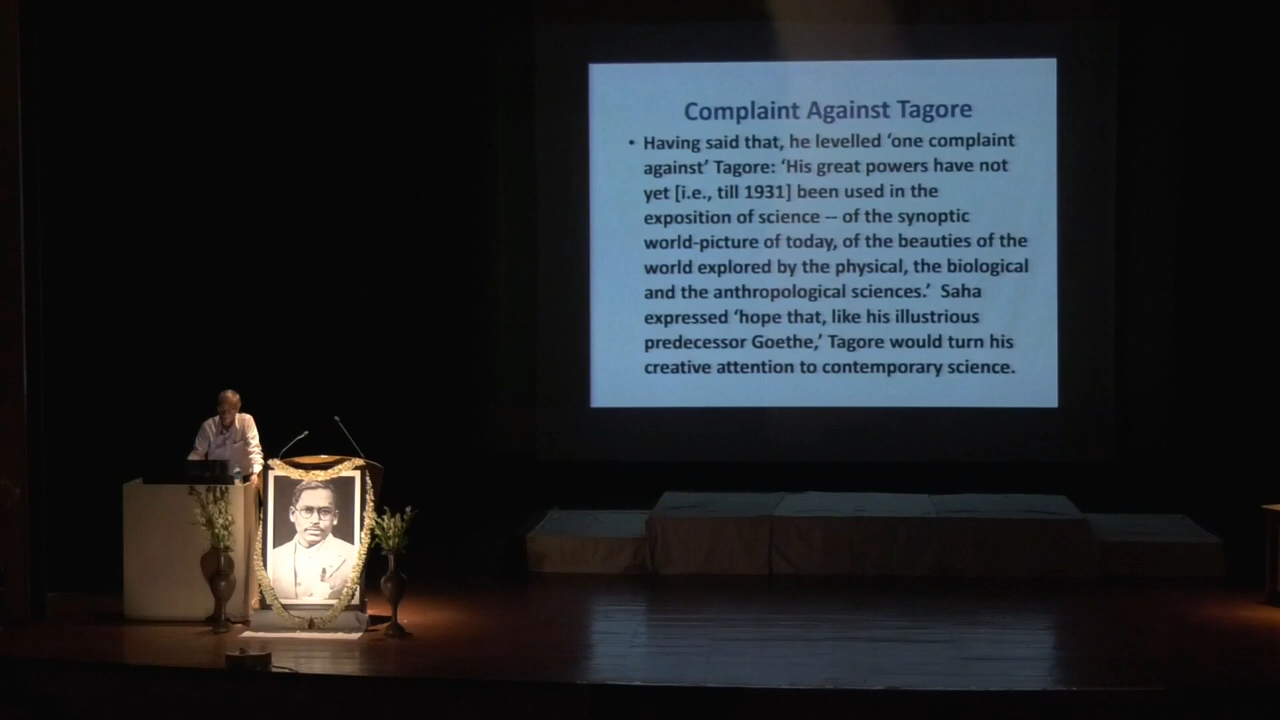 Complaint Against Tagore
• Having said that, he levelled ‘one complaint
against’ Tagore: ‘His great powers have not
yet [i.e., till 1931] been used in the
exposition of science -- of the synoptic
world-picture of today, of the beauties of the
world explored by the physical, the biological
and the anthropological sciences.’ Saha
expressed ‘hope that, like his illustrious
predecessor Goethe,’ Tagore would turn his
creative attention to contemporary science.